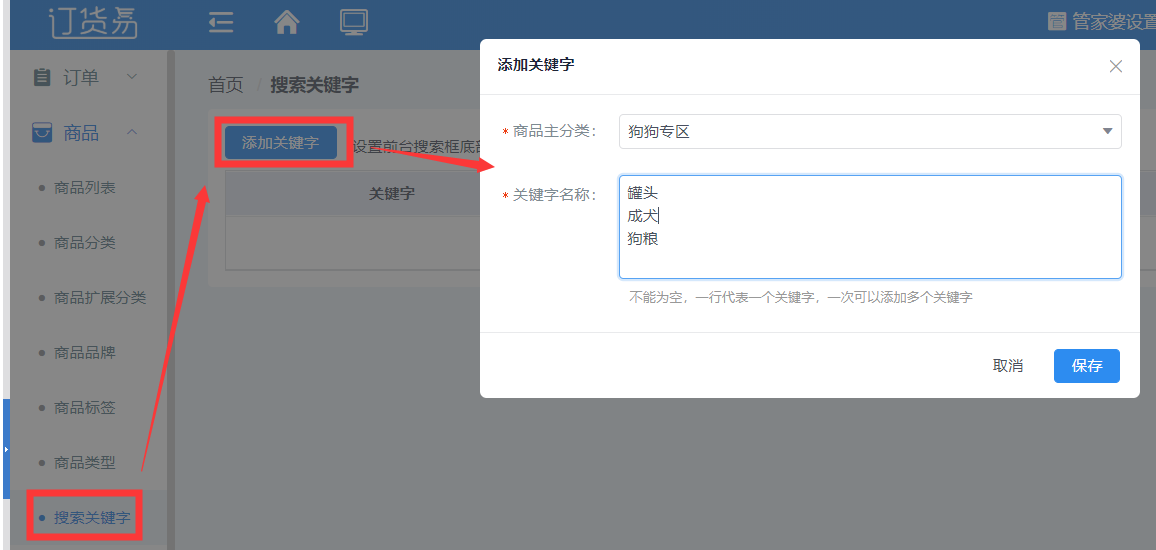 订货易
管家婆设置
订单
商品
商品列表
商品分类
商品扩展分类
商品品牌
商品标签
商品类型
搜索关键字
首页 / 搜索关键字
添加关键字
设置前台搜索框底
关键字
添加关键字
* 商品主分类：
狗狗专区
* 关键字名称：
罐头
成犬
狗粮
不能为空，一行代表一个关键字，一次可以添加多个关键字
取消
保存